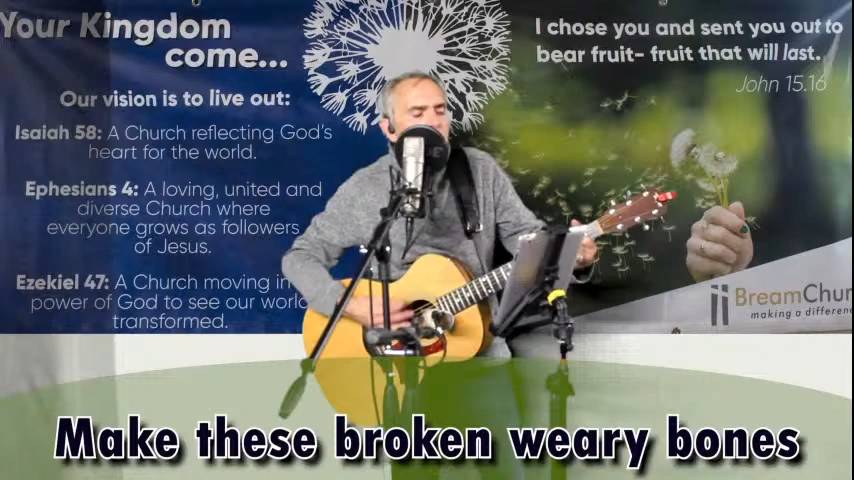 Your Kingdom
come...
Our vision is to live out:
Isaiah 58: A Church reflecting God's
heart for the world.
Ephesians 4: A loving, united and
diverse Church where
everyone grows as followers
of Jesus.
Ezekiel 47: A Church moving in
power of God to see our world
transformed.
I chose you and sent you out to
bear fruit- fruit that will last.
John 15.16
BreamChur
making a differenc
Make these broken weary bones